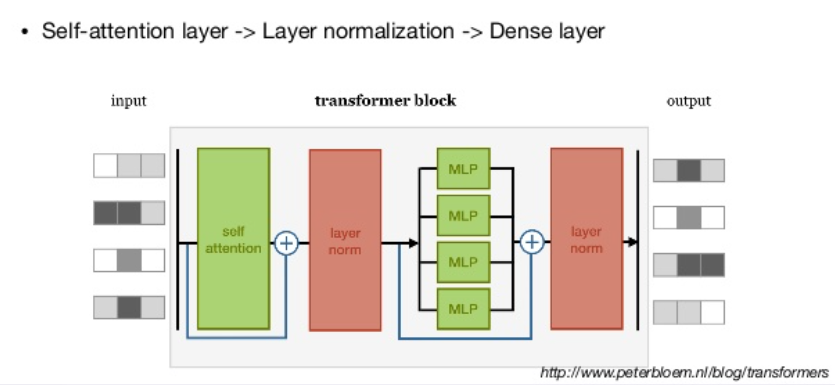 • Self-attention layer -> Layer normalization -> Dense layer
input
transformer block
output
self
attention
layer
norm
MLP
MLP
MLP
MLP
layer
norm
http://www.peterbloem.nl/blog/transformers